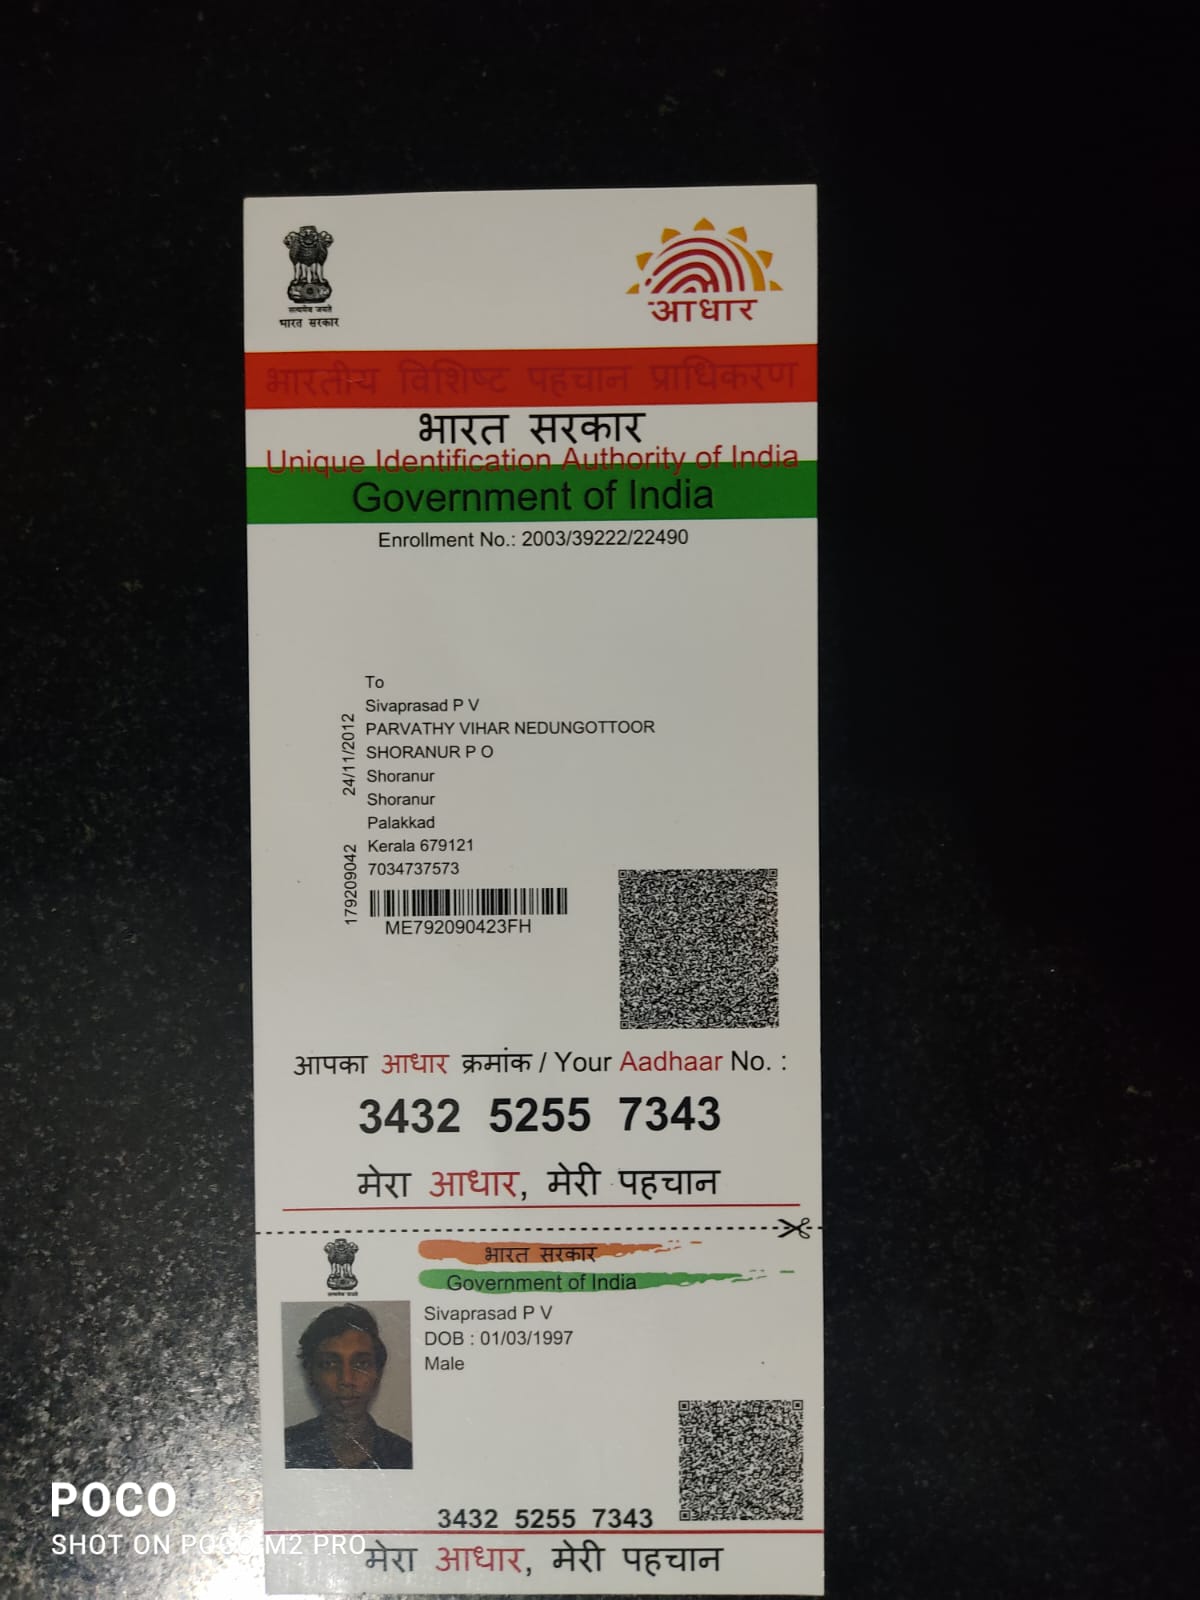 सत्यमेव जयते
भारत सरकार
आधार
भारतीय विशिष्ट पहचान प्राधिकरण
भारत सरकार
Unique Identification Authority of India
Government of India
Enrollment No.: 2003/39222/22490
To
Sivaprasad P V
PARVATHY VIHAR NEDUNGOTTOOR
SHORANUR P O
Shoranur
Shoranur
Palakkad
Kerala 679121
7034737573
24/11/2012
179209042
ME792090423FH
आपका आधार क्रमांक / Your Aadhaar No. :
3432 5255 7343
मेरा आधार, मेरी पहचान
भारत सरकार
Government of India
Sivaprasad P V
DOB : 01/03/1997
Male
3432 5255 7343
मेरा आधार, मेरी पहचान
POCO
SHOT ON POCO M2 PRO